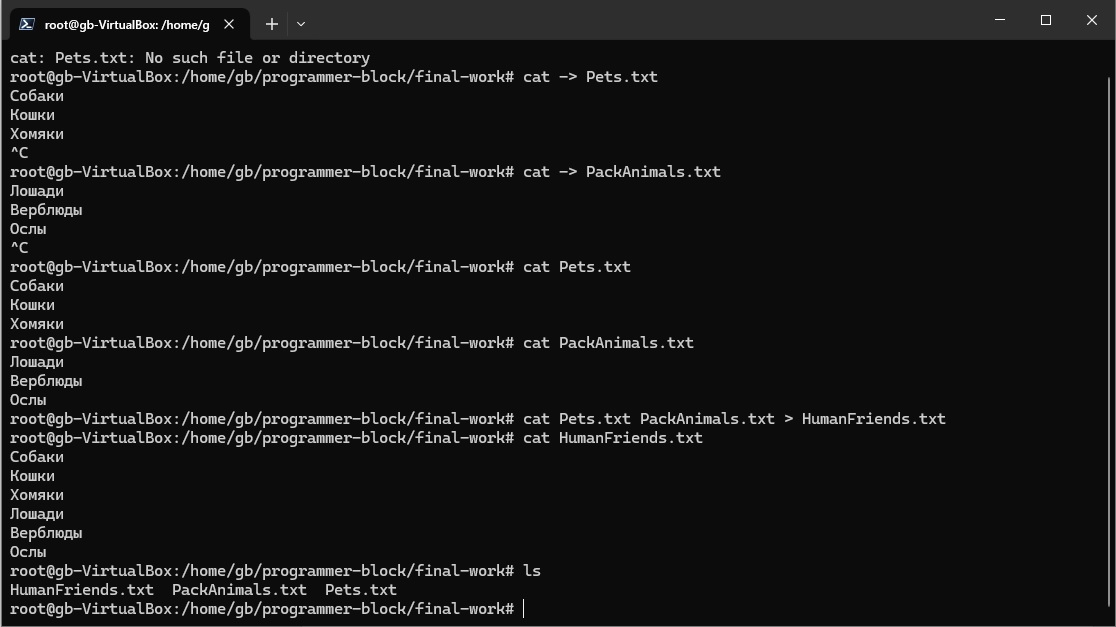 root@gb-VirtualBox: /home/g
cat: Pets.txt: No such file or directory
root@gb-VirtualBox:/home/gb/programmer-block/final-work# cat -> Pets.txt
Собаки
Кошки
Хомяки
^C
root@gb-VirtualBox:/home/gb/programmer-block/final-work# cat -> PackAnimals.txt
Лошади
Верблюды
Ослы
^C
root@gb-VirtualBox:/home/gb/programmer-block/final-work# cat Pets.txt
Собаки
Кошки
Хомяки
root@gb-VirtualBox:/home/gb/programmer-block/final-work# cat PackAnimals.txt
Лошади
Верблюды
Ослы
root@gb-VirtualBox:/home/gb/programmer-block/final-work# cat Pets.txt PackAnimals.txt > HumanFriends.txt
root@gb-VirtualBox:/home/gb/programmer-block/final-work# cat HumanFriends.txt
Собаки
Кошки
Хомяки
Лошади
Верблюды
Ослы
root@gb-VirtualBox:/home/gb/programmer-block/final-work# ls
HumanFriends.txt  PackAnimals.txt  Pets.txt
root@gb-VirtualBox:/home/gb/programmer-block/final-work#